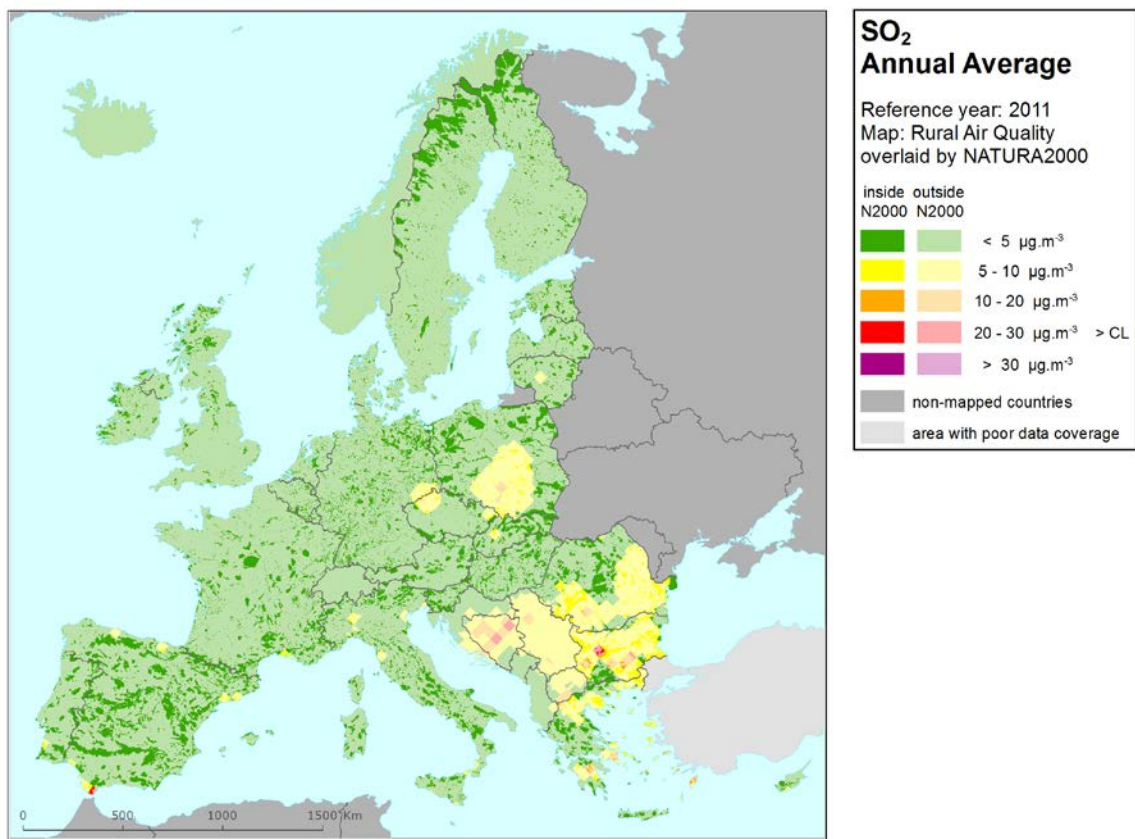 SO₂
Annual Average
Reference year: 2011
Map: Rural Air Quality
overlaid by NATURA2000
inside outside
N2000 N2000
< 5 µg.m⁻³
5 - 10 µg.m⁻³
10 - 20 µg.m⁻³
20 - 30 µg.m⁻³ > CL
> 30 µg.m⁻³
non-mapped countries
area with poor data coverage
0 500 1000 1500 Km